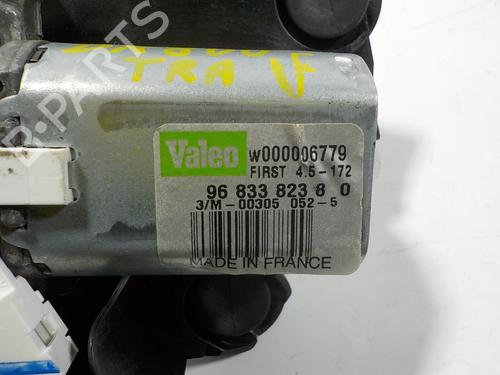 TRA
Valeo
W000006779
FIRST 4.5-172
96 833 823 8 0
3/M-00305 052-5
MADE IN FRANCE
B-PARTS